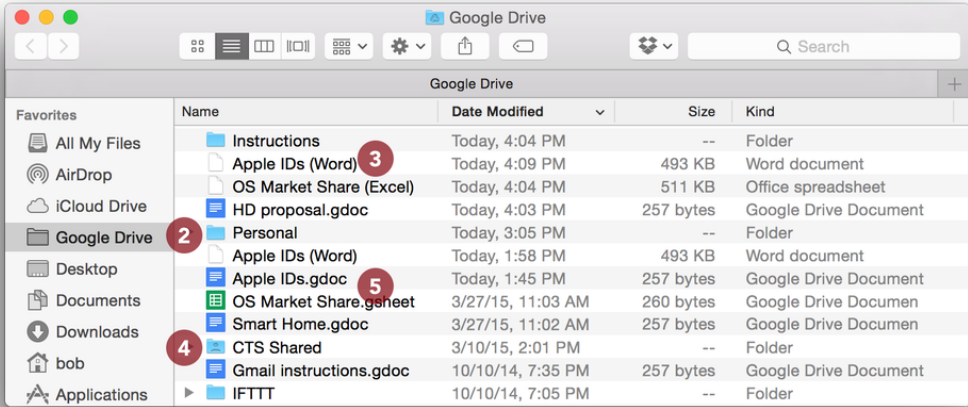 Google Drive
Search
Google Drive
Favorites
All My Files
AirDrop
iCloud Drive
Google Drive
Desktop
Documents
Downloads
bob
Applications
Name Date Modified Size Kind
Instructions Today, 4:04 PM -- Folder
Apple IDs (Word) 3 Today, 4:09 PM 493 KB Word document
OS Market Share (Excel) Today, 4:04 PM 511 KB Office spreadsheet
HD proposal.gdoc Today, 4:03 PM 257 bytes Google Drive Document
2 Personal Today, 3:05 PM -- Folder
Apple IDs (Word) Today, 1:58 PM 493 KB Word document
Apple IDs.gdoc 5 Today, 1:45 PM 257 bytes Google Drive Document
OS Market Share.gsheet 3/27/15, 11:03 AM 260 bytes Google Drive Documen
Smart Home.gdoc 3/27/15, 11:02 AM 257 bytes Google Drive Documen
4 CTS Shared 3/10/15, 2:01 PM -- Folder
Gmail instructions.gdoc 10/10/14, 7:35 PM 257 bytes Google Drive Document
IFTTT 10/10/14, 7:05 PM -- Folder